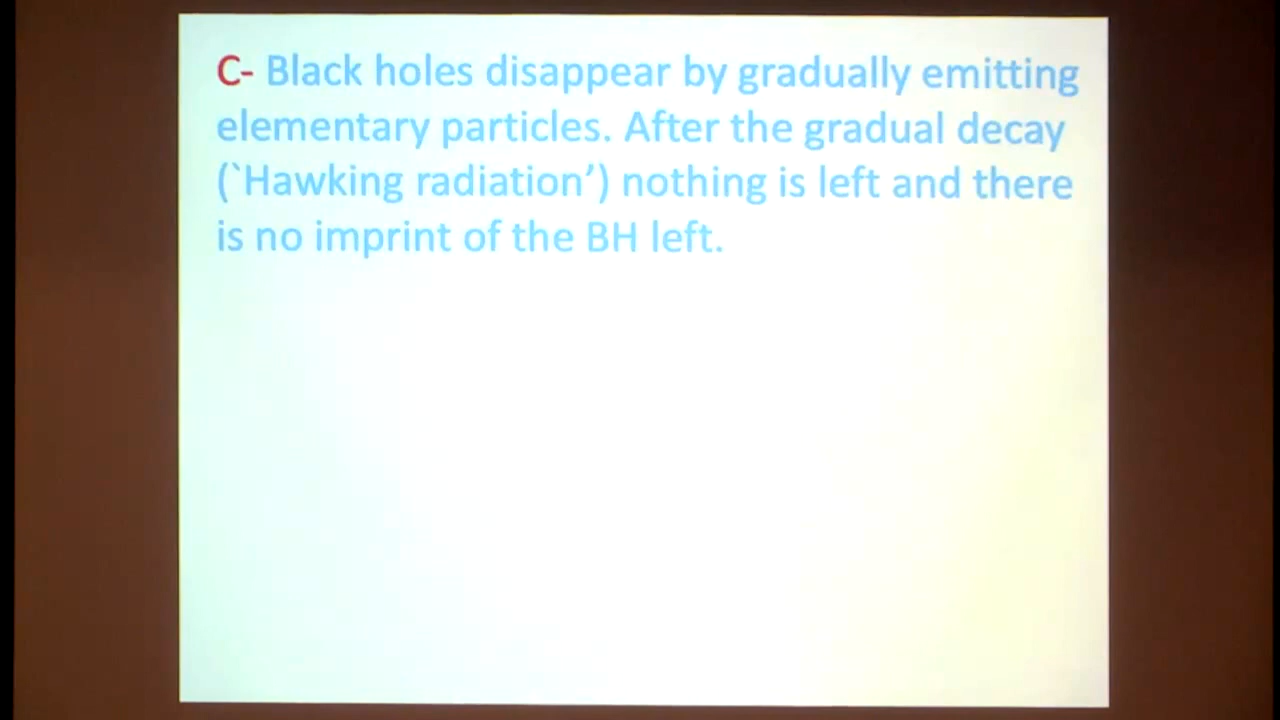 C- Black holes disappear by gradually emitting
elementary particles. After the gradual decay
(`Hawking radiation’) nothing is left and there
is no imprint of the BH left.